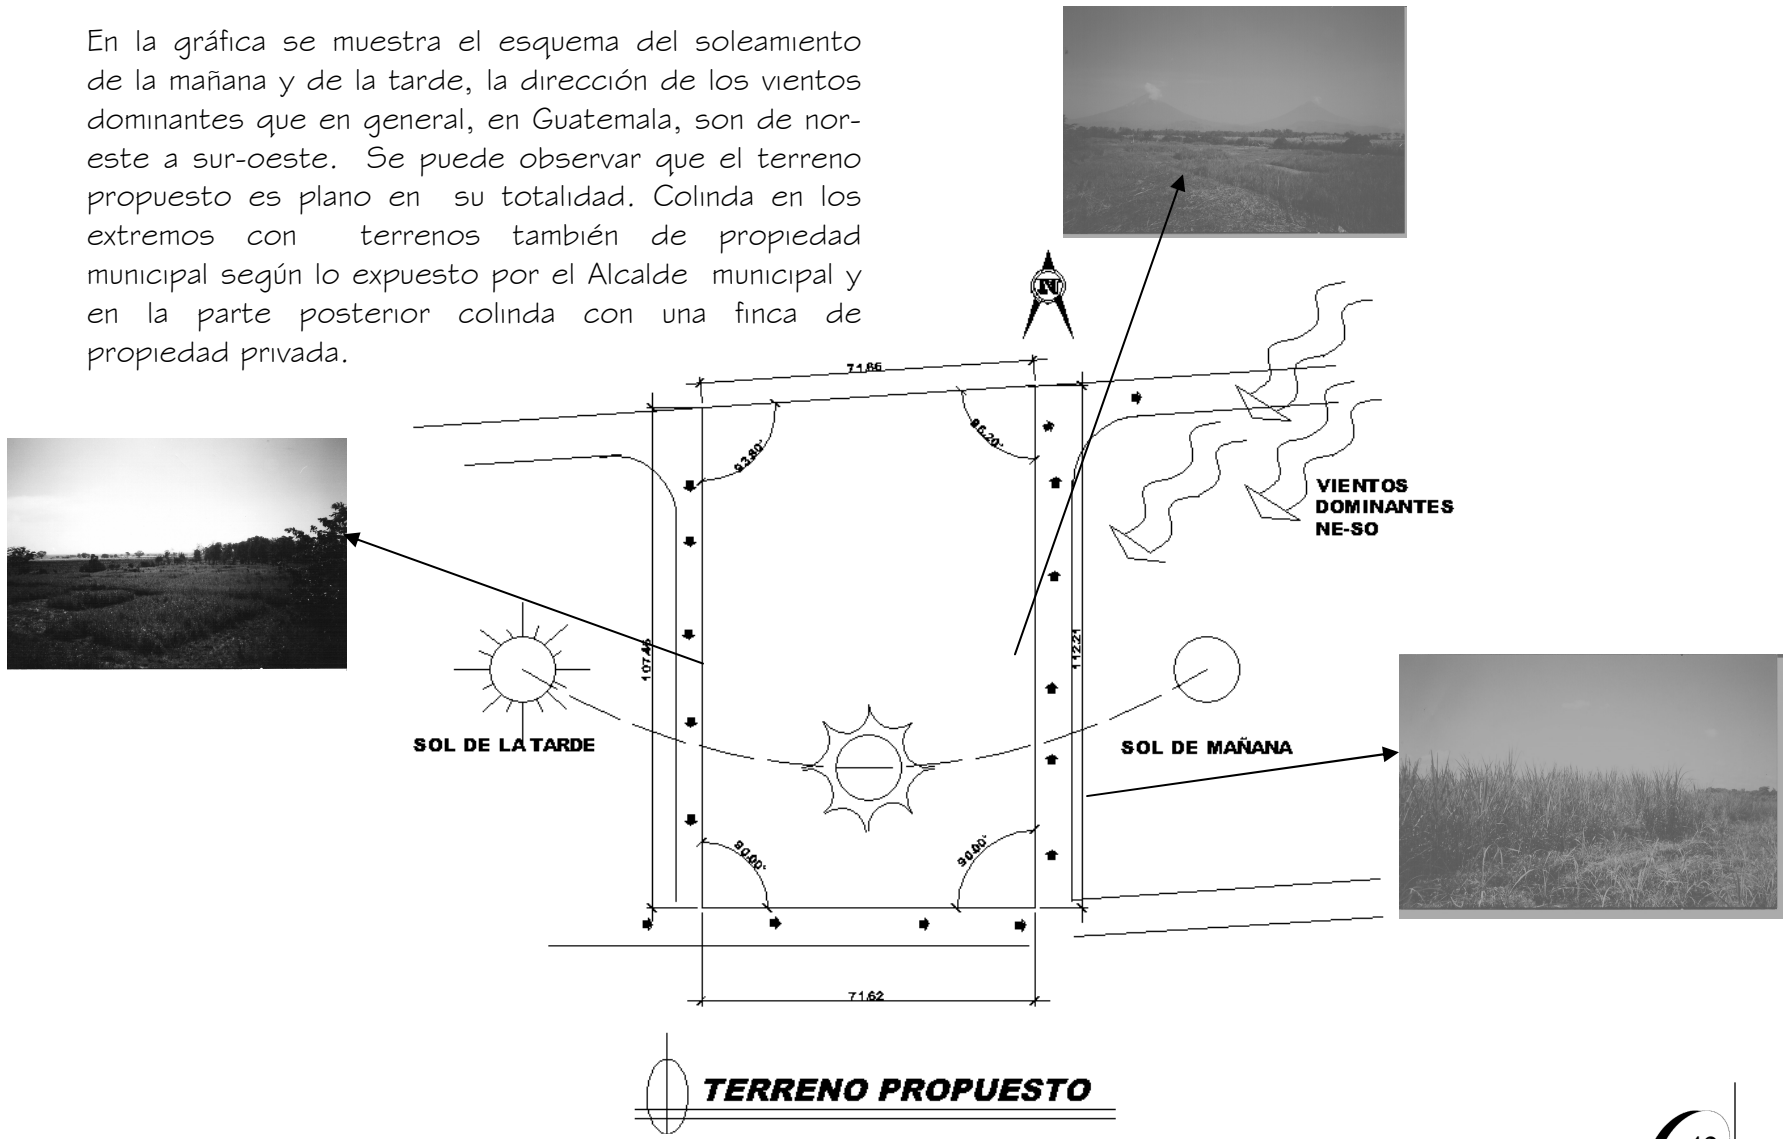 En la gráfica se muestra el esquema del soleamiento
de la mañana y de la tarde, la dirección de los vientos
dominantes que en general, en Guatemala, son de nor-
este a sur-oeste. Se puede observar que el terreno
propuesto es plano en su totalidad. Colinda en los
extremos con terrenos también de propiedad
municipal según lo expuesto por el Alcalde municipal y
en la parte posterior colinda con una finca de
propiedad privada.
N
71.86
93.80°
86.20°
VIENTOS
DOMINANTES
NE-SO
112.21
SOL DE LA TARDE
SOL DE MAÑANA
90.00°
90.00°
71.62
TERRENO PROPUESTO